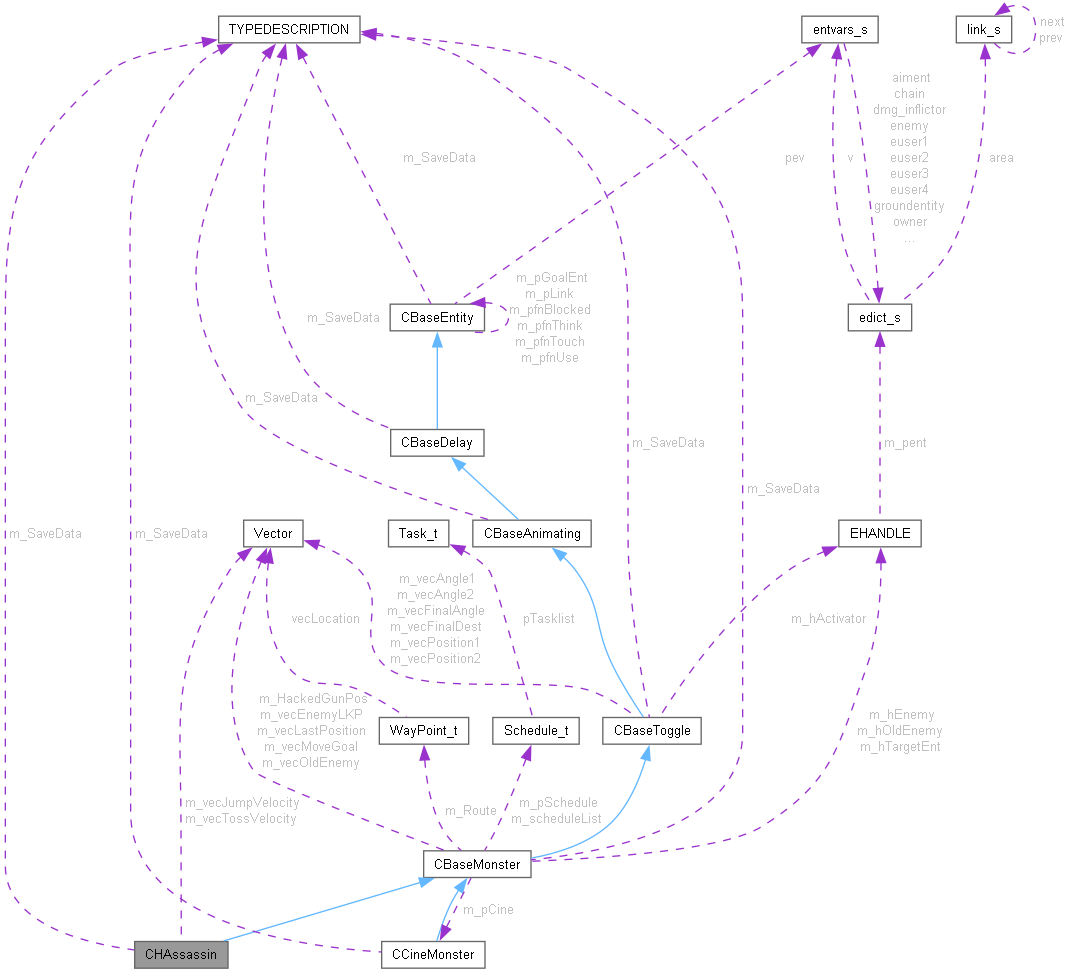 TYPEDESCRIPTION
entvars_s
link_s
next
prev
aiment
chain
dmg_inflictor
enemy
euser1
euser2
euser3
euser4
groundentity
owner
...
m_SaveData
pev
v
area
m_pGoalEnt
m_pLink
m_pfnBlocked
m_pfnThink
m_pfnTouch
m_pfnUse
CBaseEntity
edict_s
m_SaveData
m_SaveData
CBaseDelay
m_SaveData
m_pent
m_SaveData
m_SaveData
m_SaveData
Vector
Task_t
CBaseAnimating
EHANDLE
m_vecAngle1
m_vecAngle2
m_vecFinalAngle
m_vecFinalDest
m_vecPosition1
m_vecPosition2
vecLocation
pTasklist
m_hActivator
m_HackedGunPos
m_vecEnemyLKP
m_vecLastPosition
m_vecMoveGoal
m_vecOldEnemy
WayPoint_t
Schedule_t
CBaseToggle
m_hEnemy
m_hOldEnemy
m_hTargetEnt
m_vecJumpVelocity
m_vecTossVelocity
m_Route
m_pSchedule
m_scheduleList
CBaseMonster
m_pCine
CHAssassin
CCineMonster